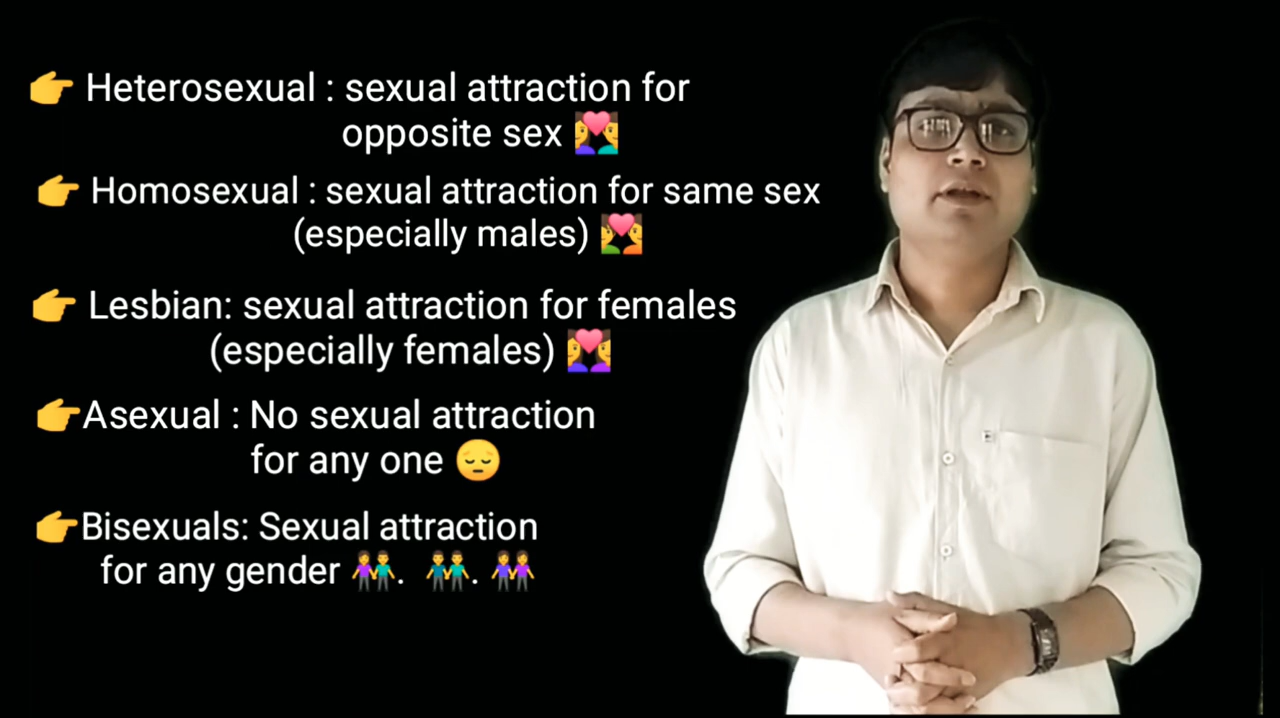 👉 Heterosexual : sexual attraction for
opposite sex 👩‍❤️‍👨
👉 Homosexual : sexual attraction for same sex
(especially males) 👨‍❤️‍👨
👉 Lesbian: sexual attraction for females
(especially females) 👩‍❤️‍👩
👉Asexual : No sexual attraction
for any one 😔
👉Bisexuals: Sexual attraction
for any gender 👫. 👬. 👭